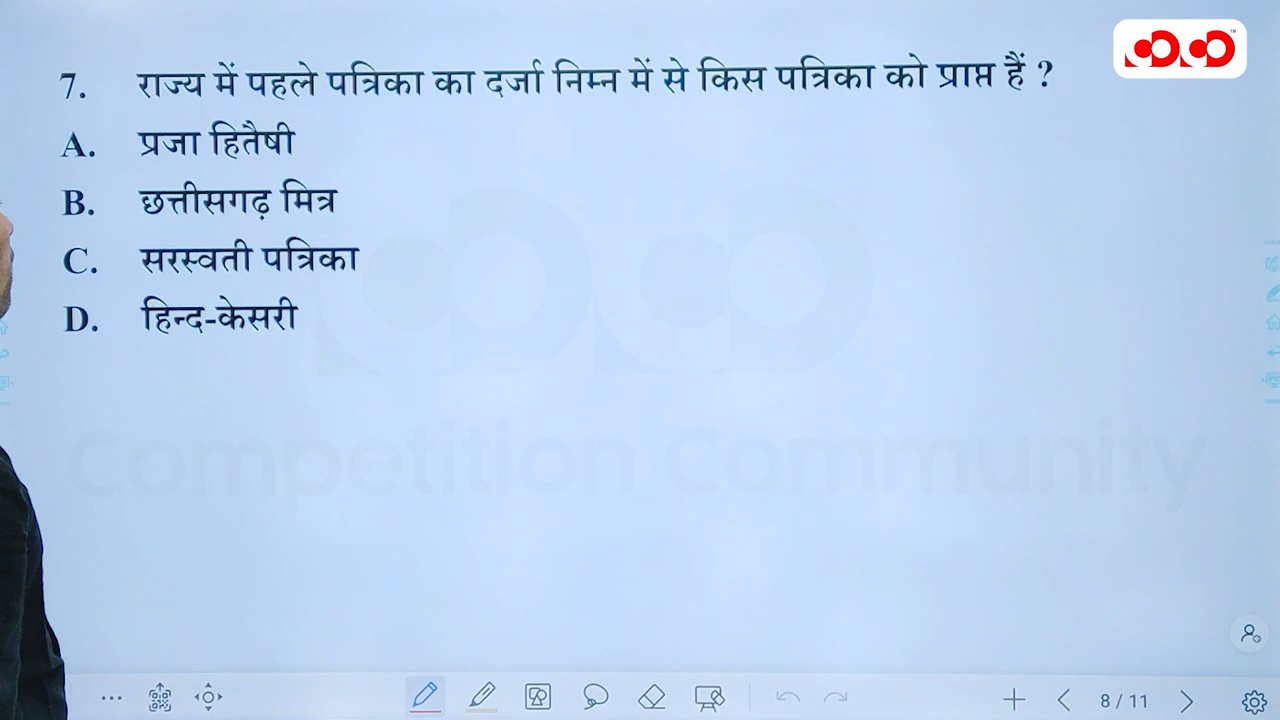 7. राज्य में पहले पत्रिका का दर्जा निम्न में से किस पत्रिका को प्राप्त हैं ?
A. प्रजा हितैषी
B. छत्तीसगढ़ मित्र
C. सरस्वती पत्रिका
D. हिन्द-केसरी
Competition Community
8 / 11